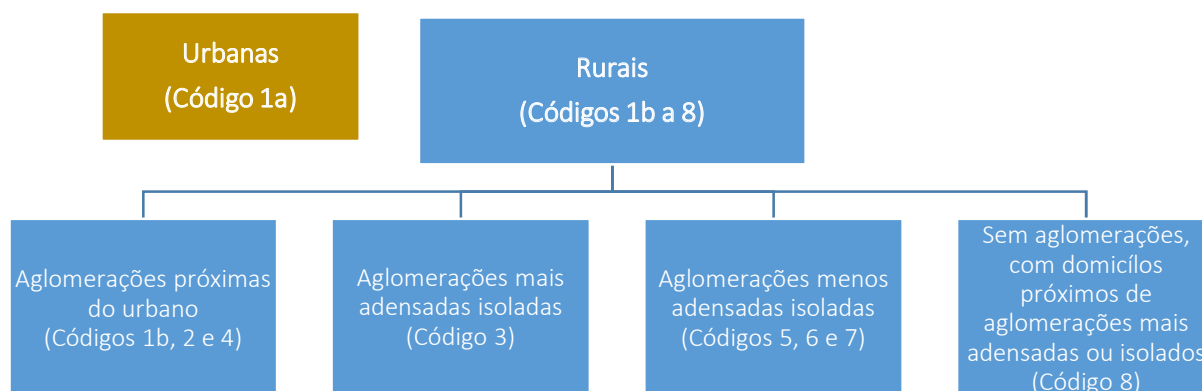 Urbanas
(Código 1a)
Rurais
(Códigos 1b a 8)
Aglomerações próximas
do urbano
(Códigos 1b, 2 e 4)
Aglomerações mais
adensadas isoladas
(Código 3)
Aglomerações menos
adensadas isoladas
(Códigos 5, 6 e 7)
Sem aglomerações,
com domicílos
próximos de
aglomerações mais
adensadas ou isolados
(Código 8)